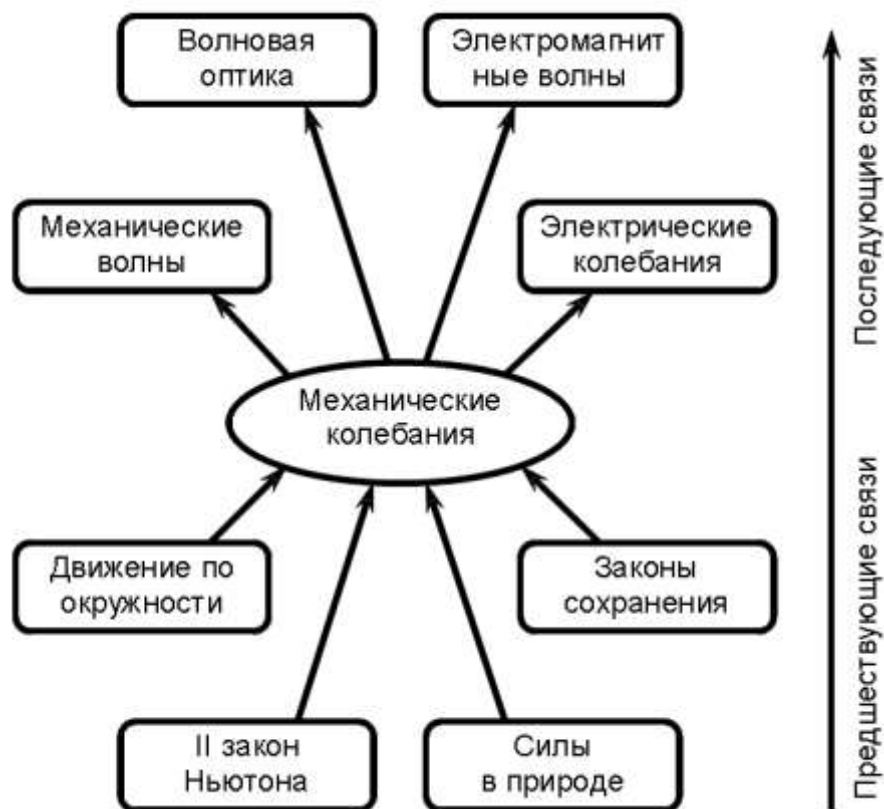 Волновая
оптика
Электромагнит
ные волны
Механические
волны
Электрические
колебания
Механические
колебания
Движение по
окружности
Законы
сохранения
II закон
Ньютона
Силы
в природе
Последующие связи
Предшествующие связи